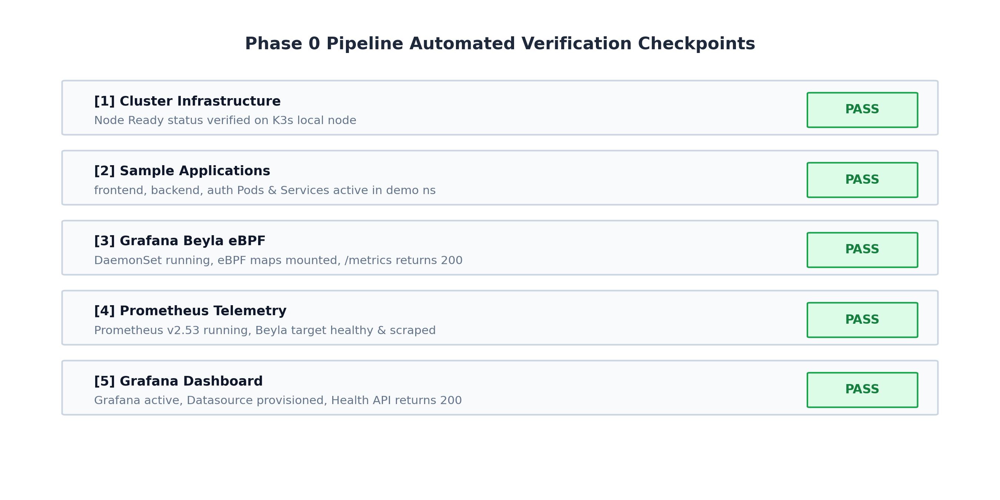 Phase 0 Pipeline Automated Verification Checkpoints
[1] Cluster Infrastructure
Node Ready status verified on K3s local node
PASS
[2] Sample Applications
frontend, backend, auth Pods & Services active in demo ns
PASS
[3] Grafana Beyla eBPF
DaemonSet running, eBPF maps mounted, /metrics returns 200
PASS
[4] Prometheus Telemetry
Prometheus v2.53 running, Beyla target healthy & scraped
PASS
[5] Grafana Dashboard
Grafana active, Datasource provisioned, Health API returns 200
PASS